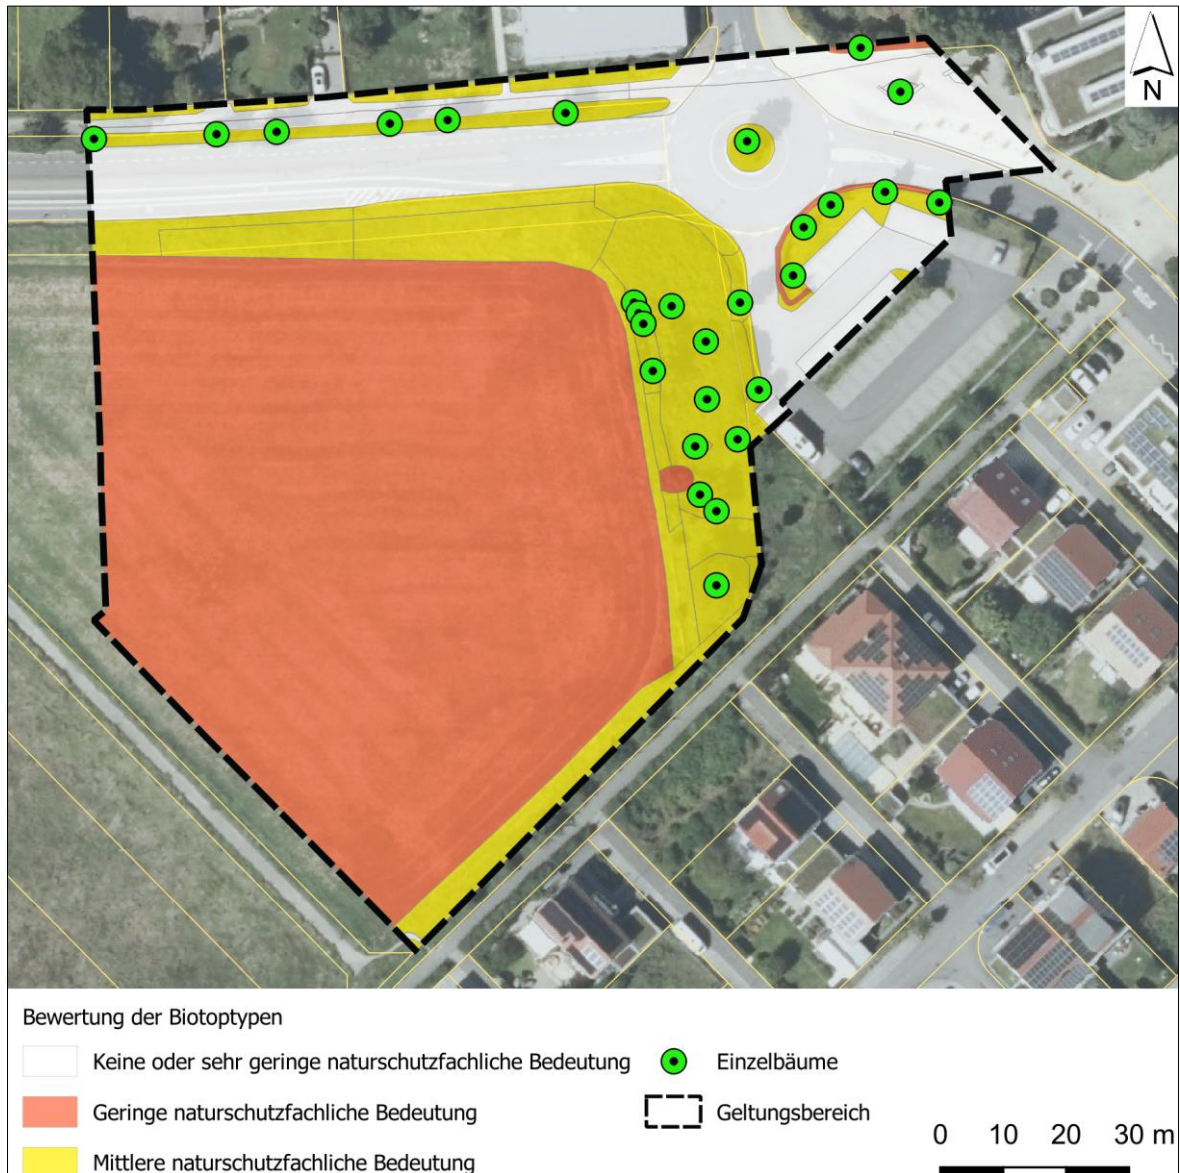 N
Bewertung der Biotoptypen
Keine oder sehr geringe naturschutzfachliche Bedeutung
Einzelbäume
Geringe naturschutzfachliche Bedeutung
Geltungsbereich
Mittlere naturschutzfachliche Bedeutung
0 10 20 30 m